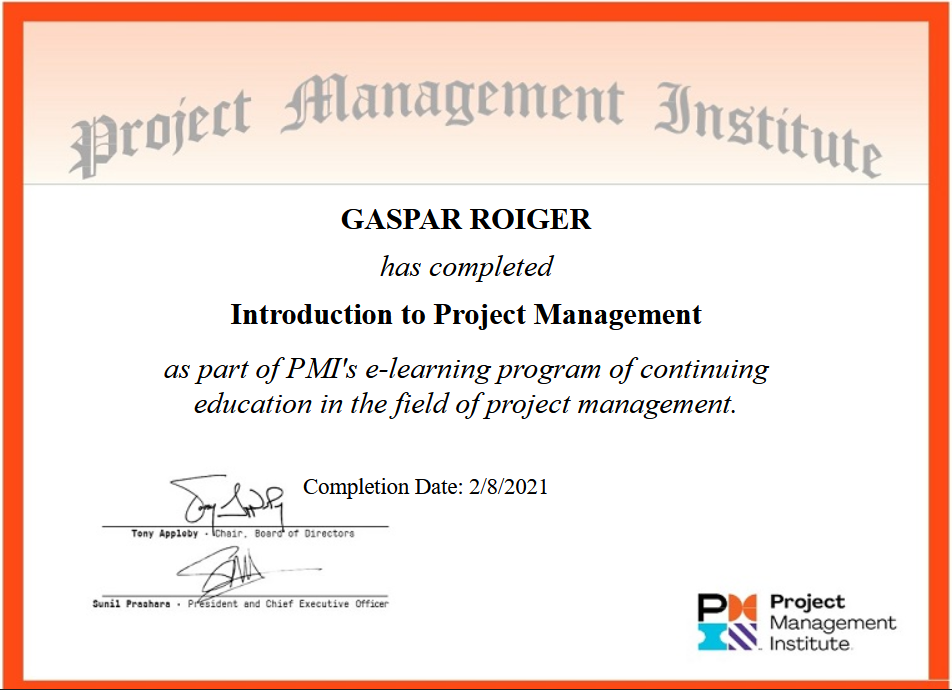 Project Management Institute
GASPAR ROIGER
has completed
Introduction to Project Management
as part of PMI's e-learning program of continuing
education in the field of project management.
Completion Date: 2/8/2021
Tony Appleby - Chair, Board of Directors
Sunil Prashara - President and Chief Executive Officer
Project
Management
Institute